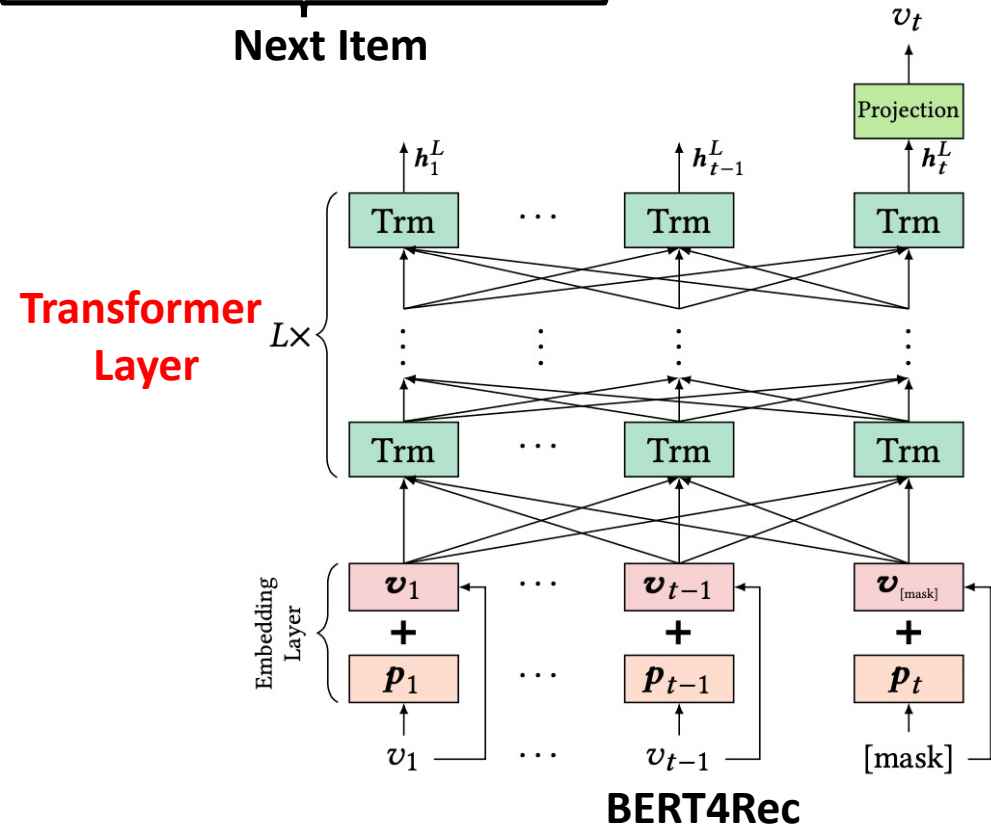 Next Item
v_t
Projection
h_1^L h_{t-1}^L h_t^L
Trm ··· Trm Trm
Transformer
Layer
L×
Trm ··· Trm Trm
Embedding
Layer
v_1 ··· v_{t-1} v_{[mask]}
+ + +
p_1 ··· p_{t-1} p_t
v_1 ··· v_{t-1} [mask]
BERT4Rec